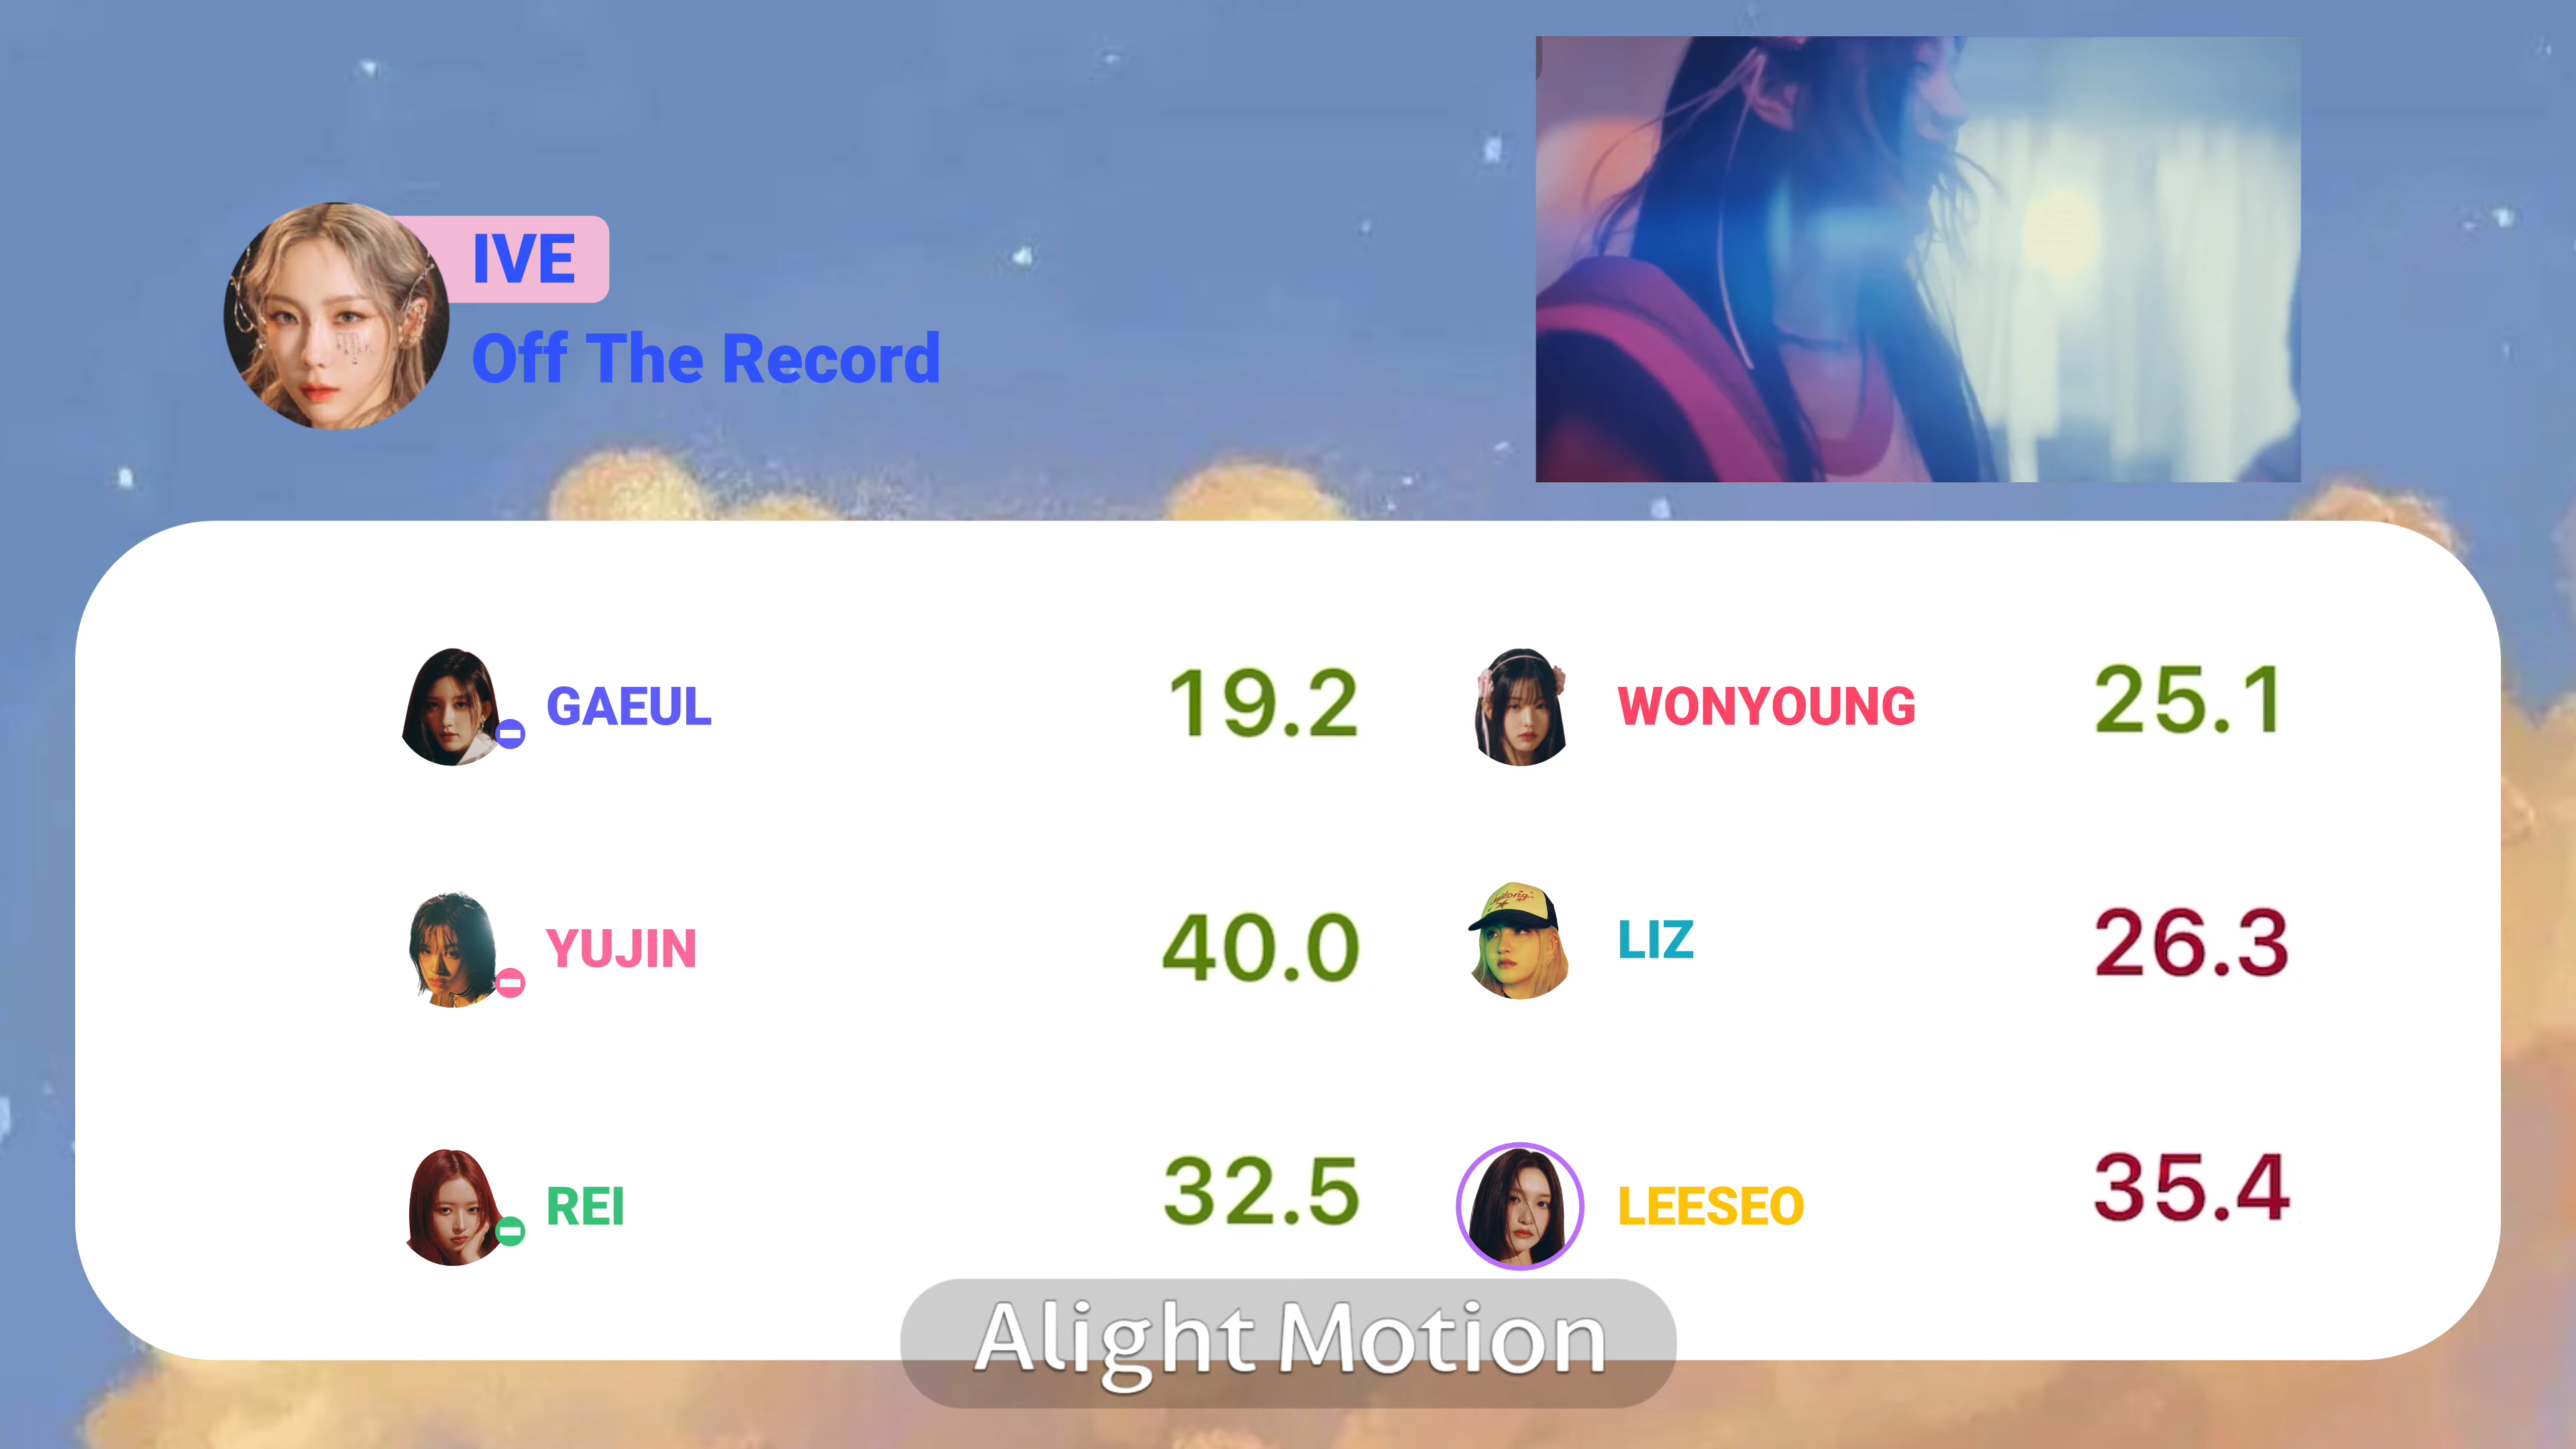 IVE
Off The Record
GAEUL 19.2 WONYOUNG 25.1
YUJIN 40.0 LIZ 26.3
REI 32.5 LEESEO 35.4
Alight Motion